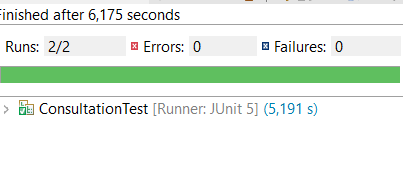 Finished after 6,175 seconds
Runs: 2/2 Errors: 0 Failures: 0
ConsultationTest [Runner: JUnit 5] (5,191 s)